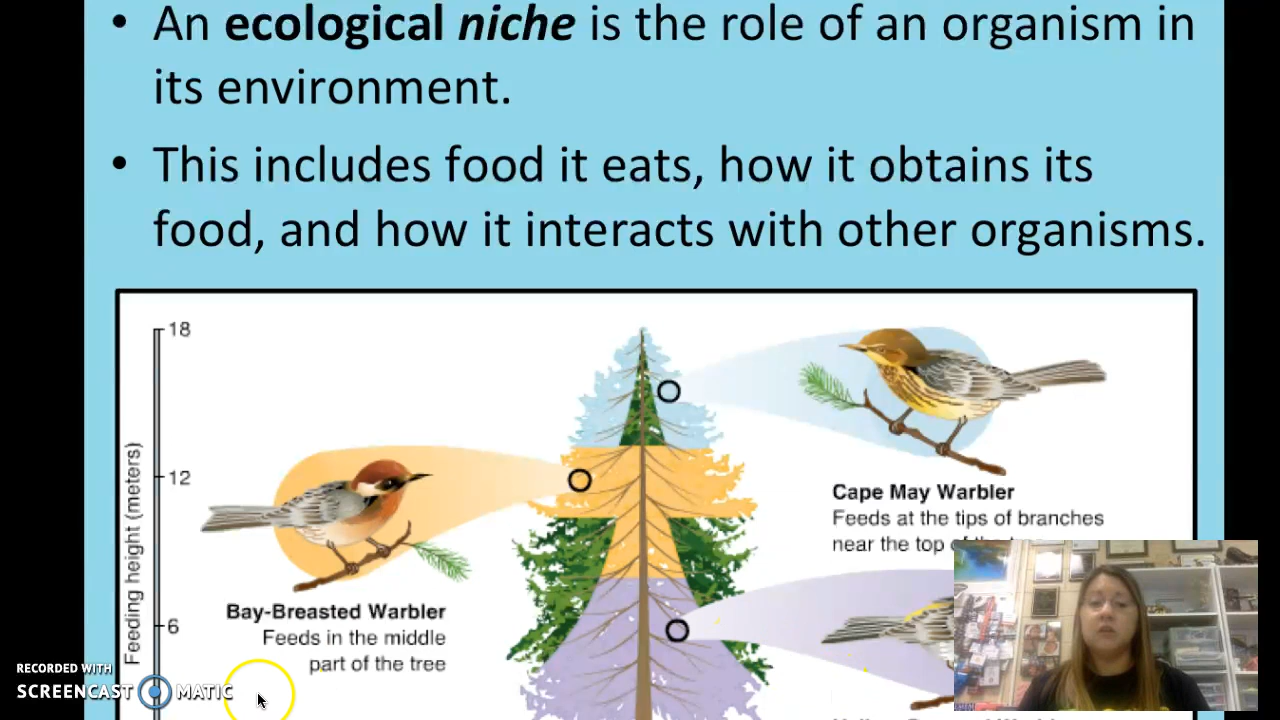 • An ecological niche is the role of an organism in
its environment.
• This includes food it eats, how it obtains its
food, and how it interacts with other organisms.
18
12
6
Feeding height (meters)
Cape May Warbler
Feeds at the tips of branches
near the top of the
Bay-Breasted Warbler
Feeds in the middle
part of the tree
RECORDED WITH
SCREENCAST MATIC